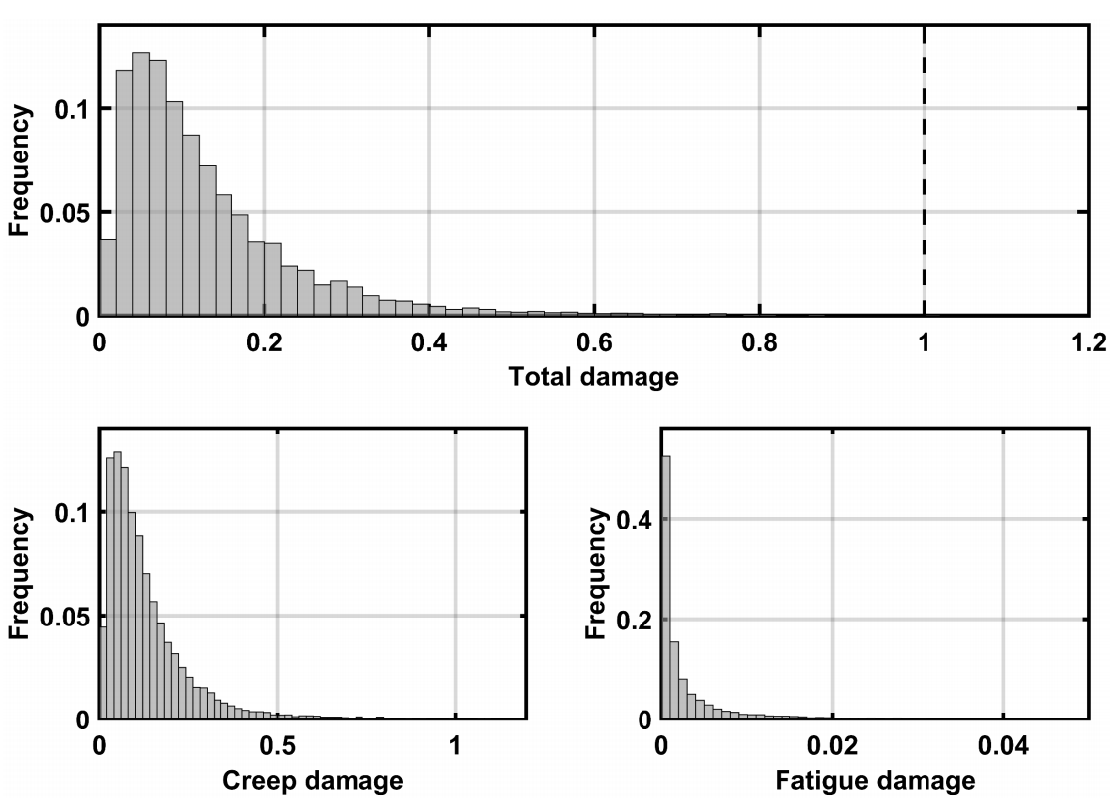 Frequency
0.1
0.05
0
0 0.2 0.4 0.6 0.8 1 1.2
Total damage
Frequency
0.1
0.05
0
0 0.5 1
Creep damage
Frequency
0.4
0.2
0
0 0.02 0.04
Fatigue damage